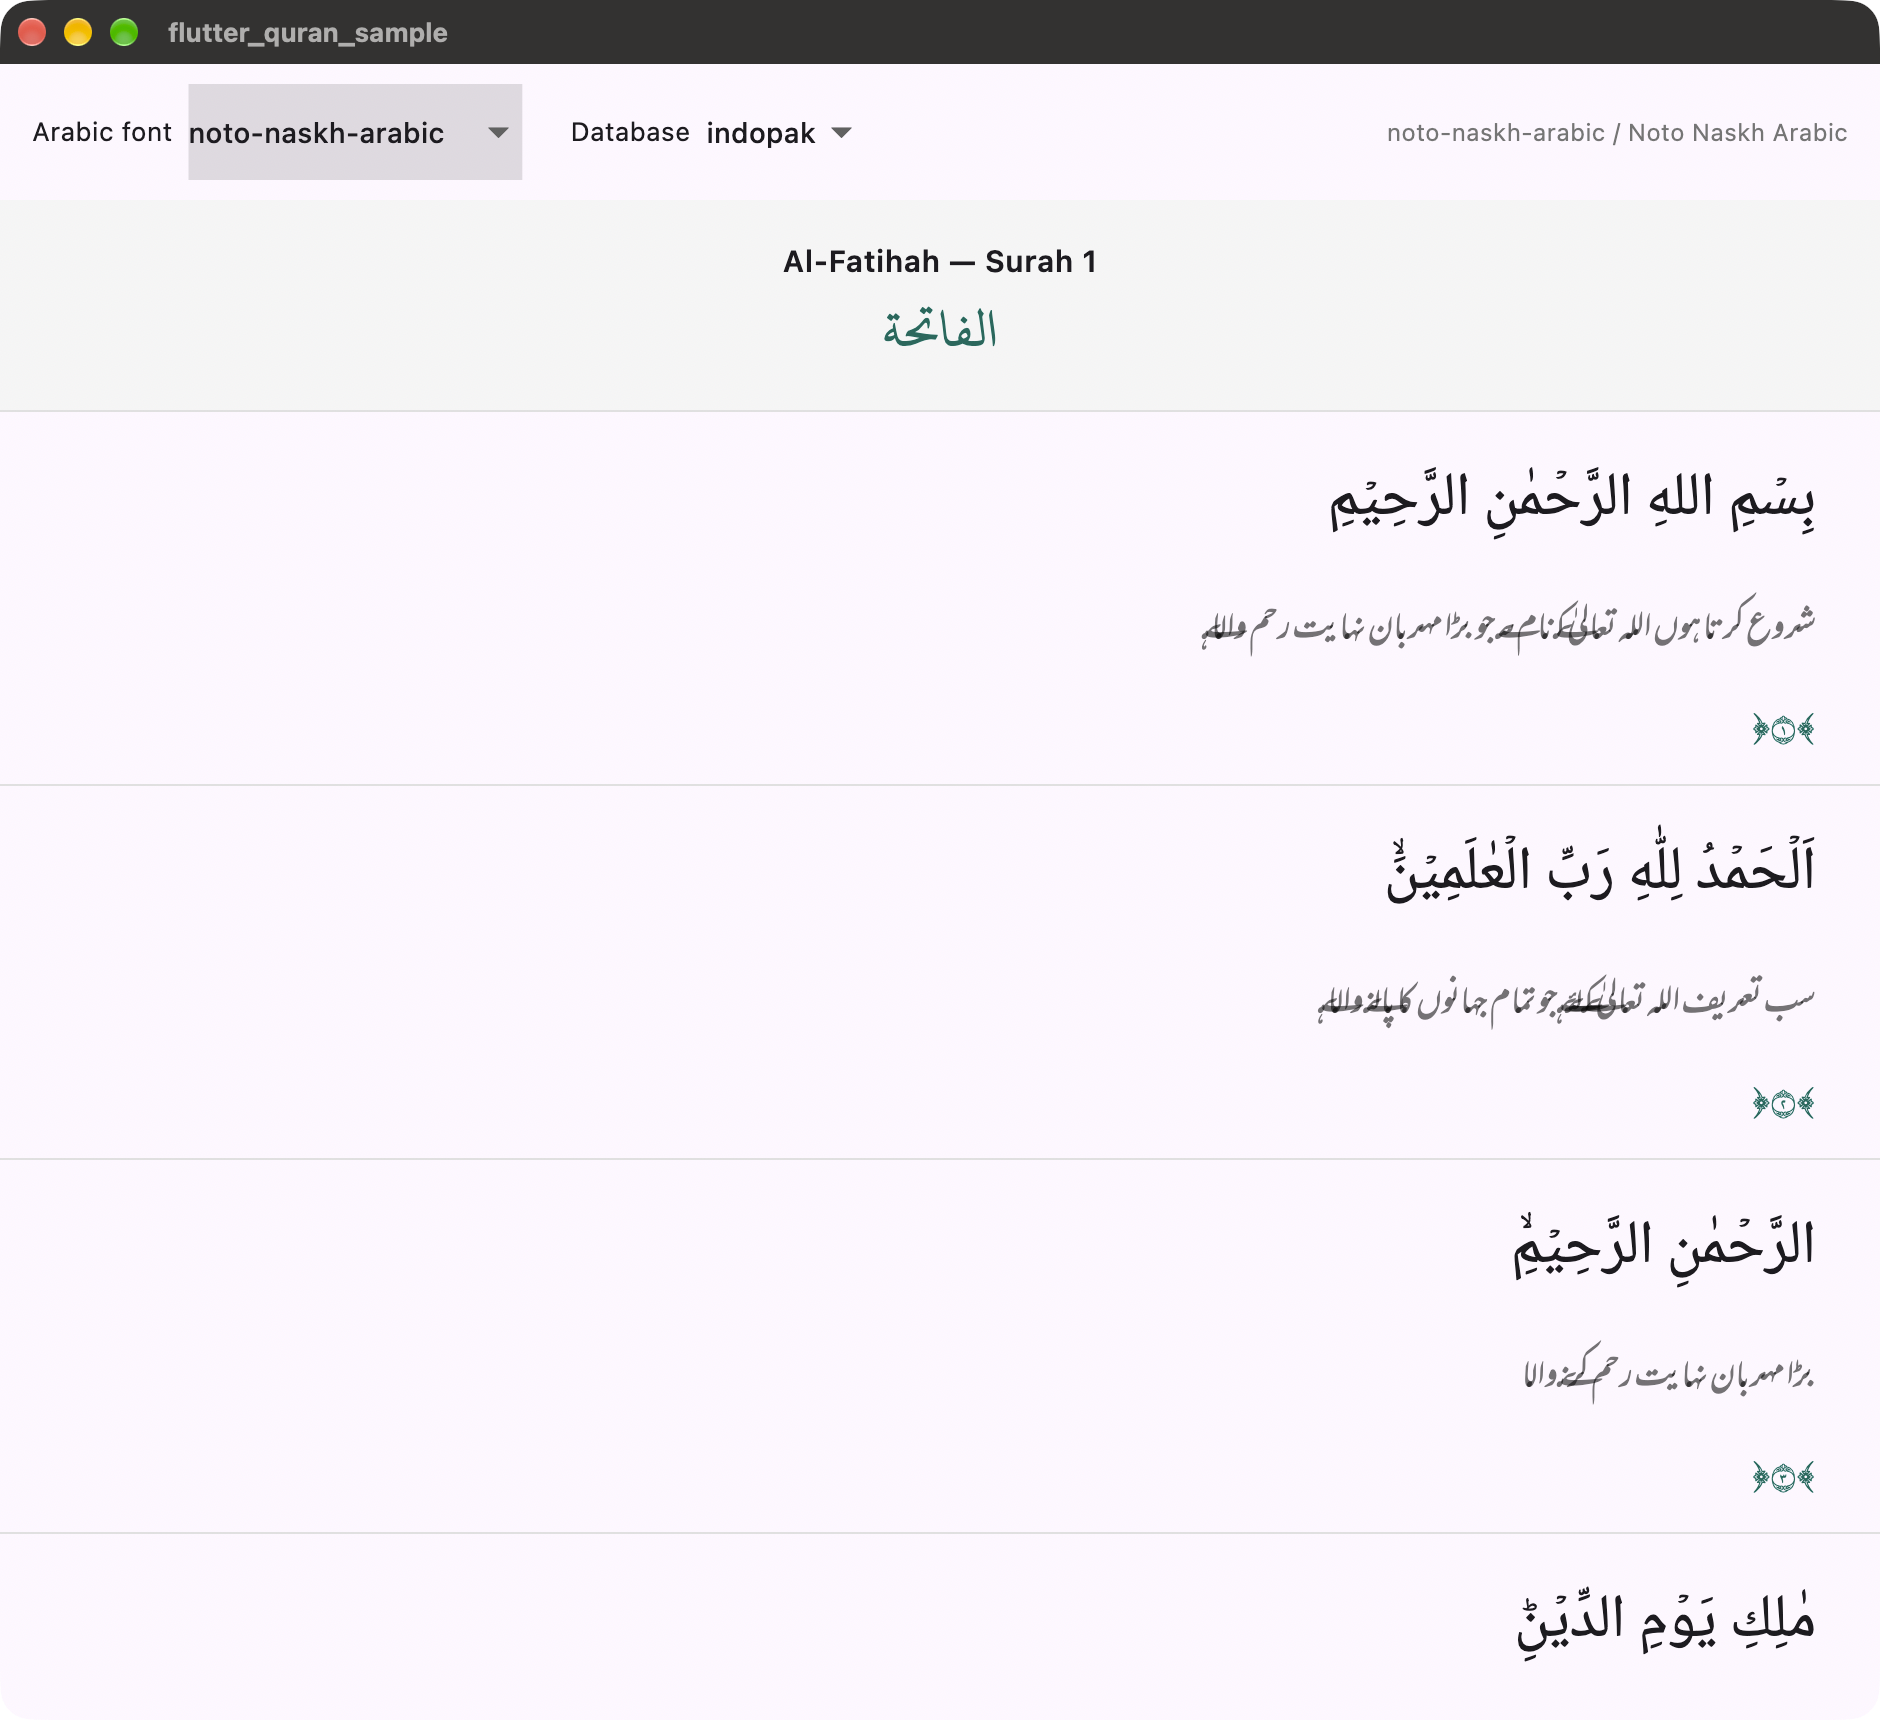 flutter_quran_sample
Arabic font noto-naskh-arabic Database indopak noto-naskh-arabic / Noto Naskh Arabic
Al-Fatihah — Surah 1
الفاتحة
بِسۡمِ اللهِ الرَّحۡمٰنِ الرَّحِيۡمِ
شروع کرتا ہوں اللہ تعالیٰ کے نام سے جو بڑا مہربان نہایت رحم والا ہے
﴿١﴾
اَلۡحَمۡدُ لِلّٰهِ رَبِّ الۡعٰلَمِيۡنَۙ
سب تعریف اللہ تعالیٰ کے لئے ہے جو تمام جہانوں کا پالنے والا ہے
﴿٢﴾
الرَّحۡمٰنِ الرَّحِيۡمِۙ
بڑا مہربان نہایت رحم کرنے والا
﴿٣﴾
مٰلِكِ يَوۡمِ الدِّيۡنِؕ